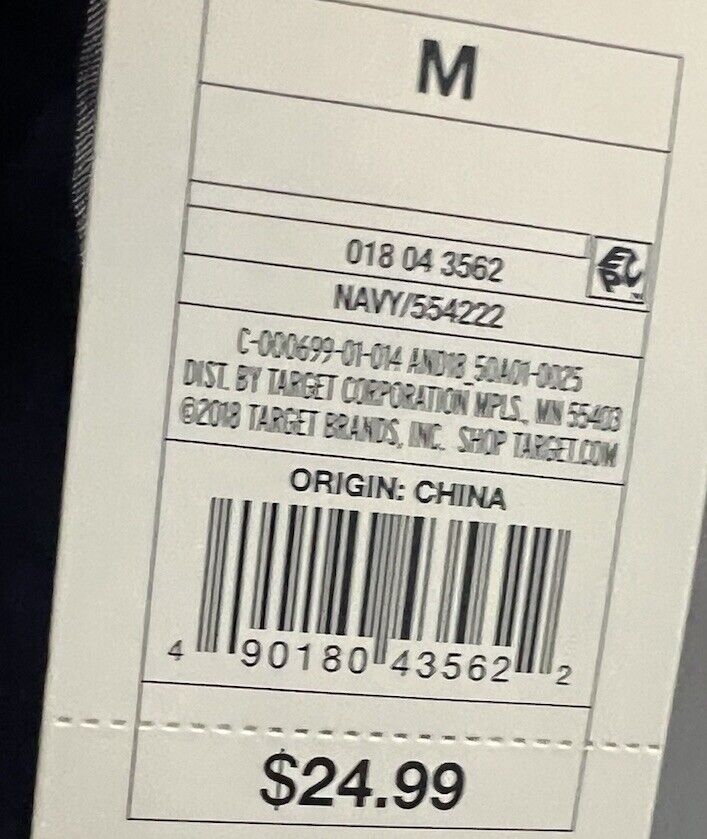 M
018 04 3562
EPC
NAVY/554222
C-000699-01-014 AND18_50A01-0025
DIST. BY TARGET CORPORATION MPLS., MN 55403
©2018 TARGET BRANDS, INC. SHOP TARGET.COM
ORIGIN: CHINA
4 90180 43562 2
$24.99